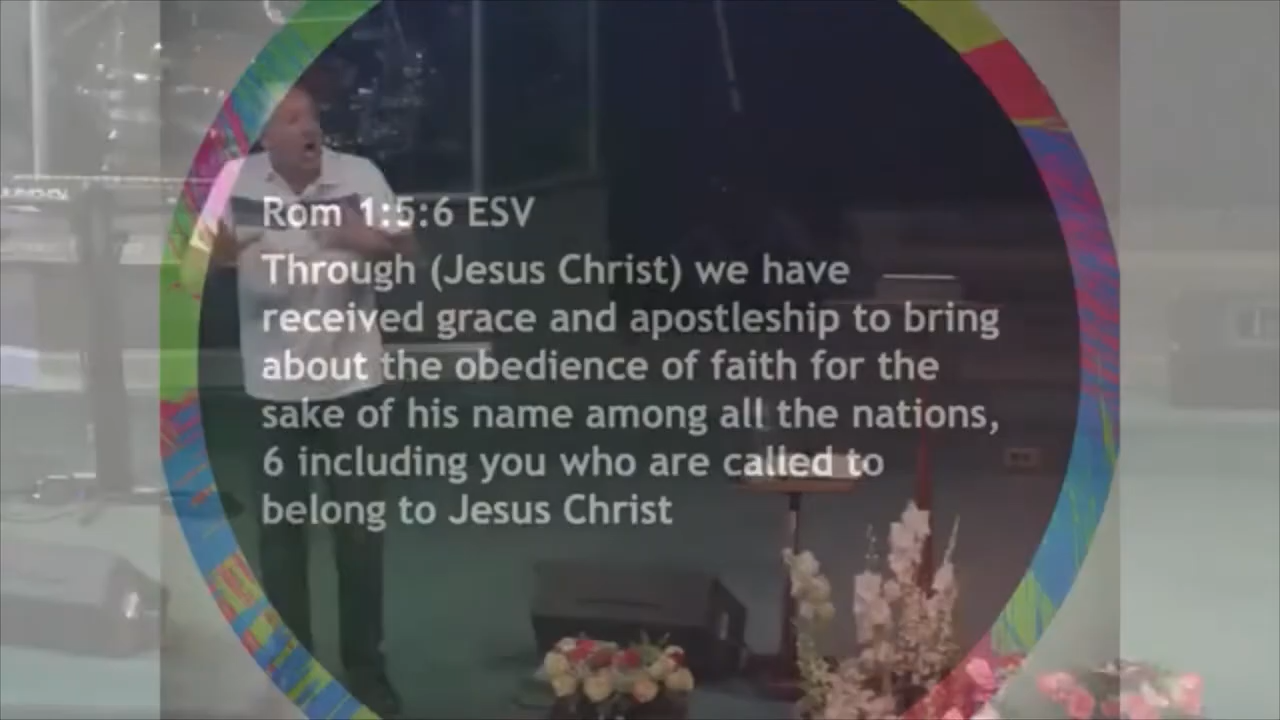 Rom 1:5:6 ESV
Through (Jesus Christ) we have
received grace and apostleship to bring
about the obedience of faith for the
sake of his name among all the nations,
6 including you who are called to
belong to Jesus Christ